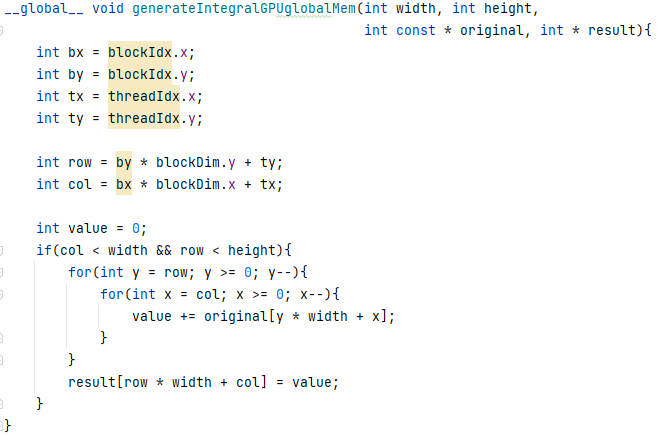 __global__ void generateIntegralGPUglobalMem(int width, int height,
int const * original, int * result){
int bx = blockIdx.x;
int by = blockIdx.y;
int tx = threadIdx.x;
int ty = threadIdx.y;
int row = by * blockDim.y + ty;
int col = bx * blockDim.x + tx;
int value = 0;
if(col < width && row < height){
for(int y = row; y >= 0; y--){
for(int x = col; x >= 0; x--){
value += original[y * width + x];
}
}
result[row * width + col] = value;
}
}